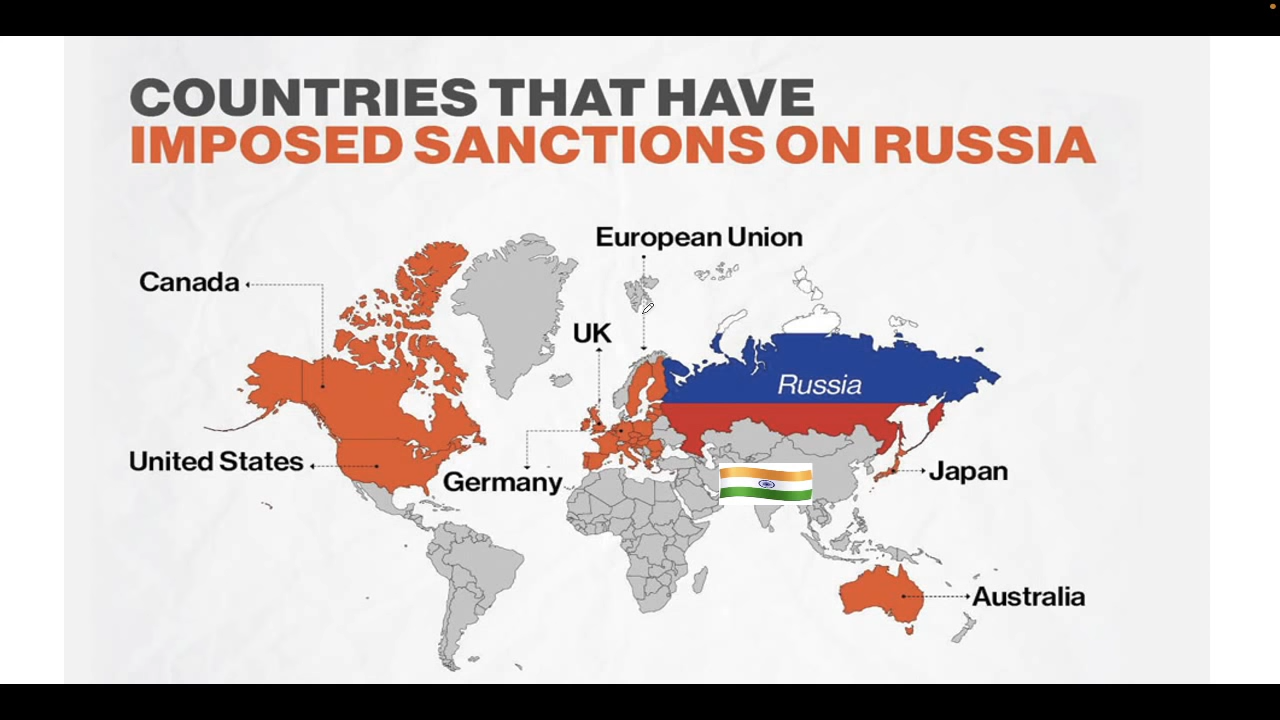 COUNTRIES THAT HAVE
IMPOSED SANCTIONS ON RUSSIA
European Union
Canada
UK
Russia
United States
Germany
Japan
Australia